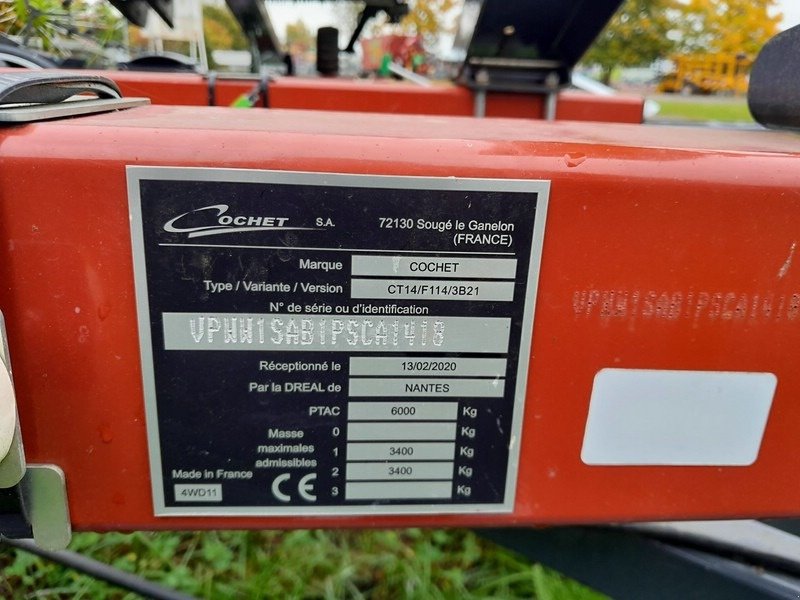 COCHET S.A. 72130 Sougé le Ganelon
(FRANCE)
Marque COCHET
Type / Variante / Version CT14/F114/3B21
N° de série ou d'identification
VPWW1SAB1PSCA1418
Réceptionné le 13/02/2020
Par la DREAL de NANTES
PTAC 6000 Kg
Masse maximales admissibles
0 Kg
1 3400 Kg
2 3400 Kg
3 Kg
Made in France
4WD11
CE
VPWW1SAB1PSCA1418